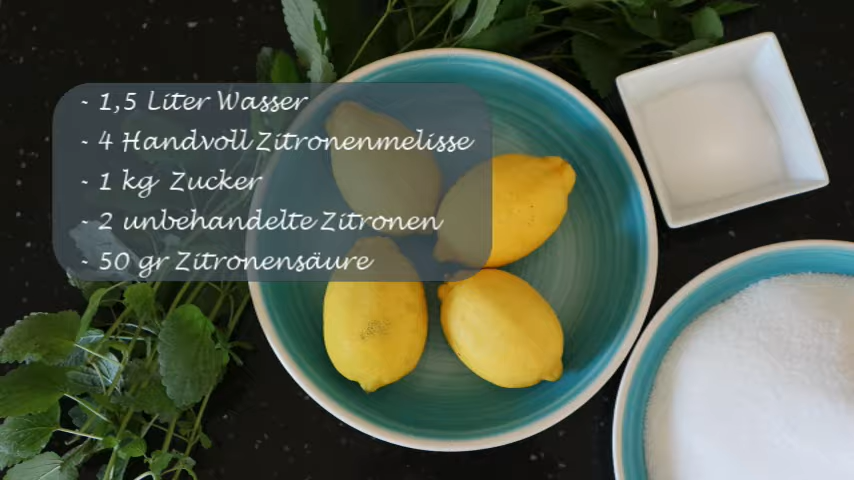 - 1,5 Liter Wasser
- 4 Handvoll Zitronenmelisse
- 1 kg Zucker
- 2 unbehandelte Zitronen
- 50 gr Zitronensäure